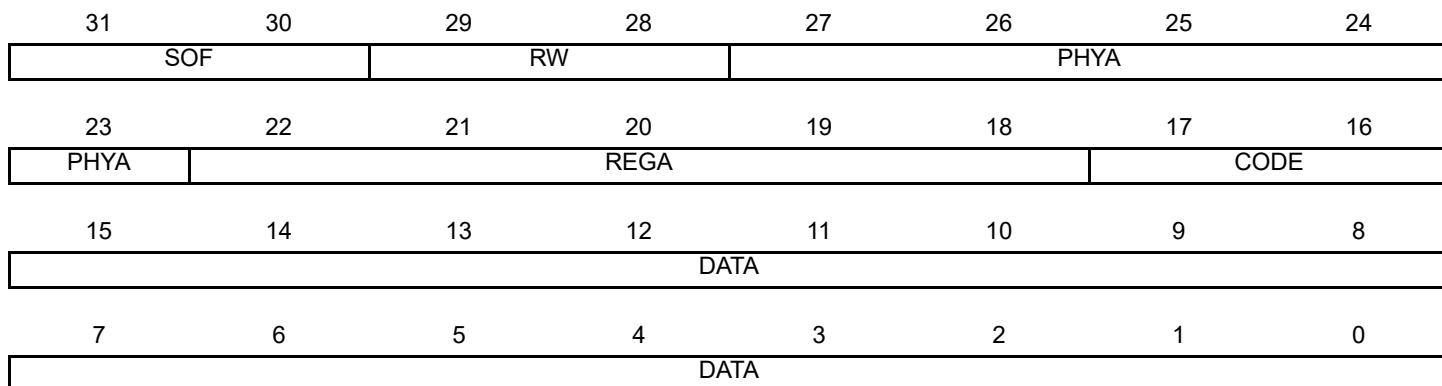 31 30 29 28 27 26 25 24
SOF RW PHYA
23 22 21 20 19 18 17 16
PHYA REGA CODE
15 14 13 12 11 10 9 8
DATA
7 6 5 4 3 2 1 0
DATA